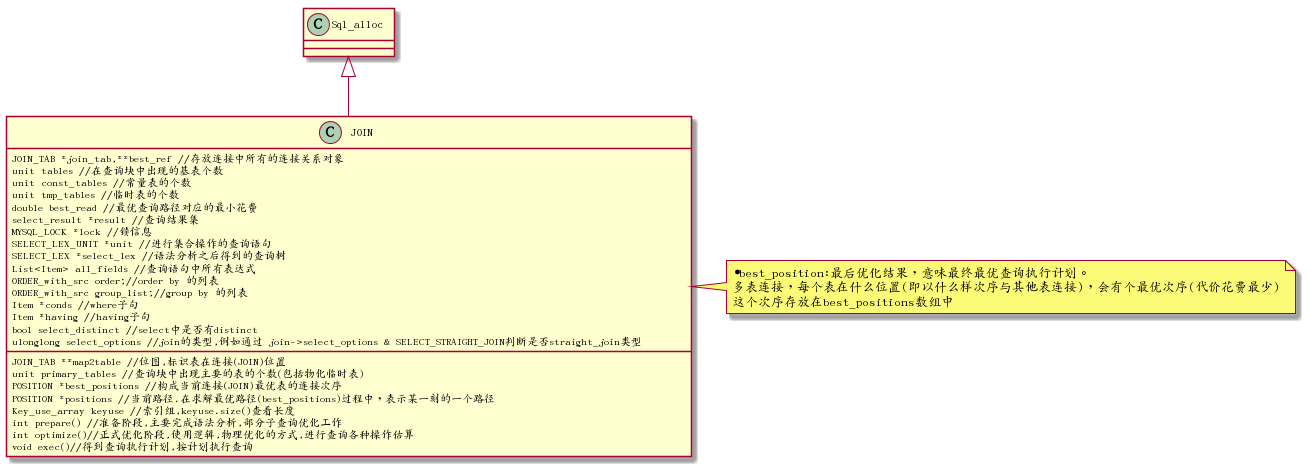 C Sql_alloc
C JOIN
JOIN_TAB *join_tab,**best_ref //存放连接中所有的连接关系对象
unit tables //在查询块中出现的基表个数
unit const_tables //常量表的个数
unit tmp_tables //临时表的个数
double best_read //最优查询路径对应的最小花费
select_result *result //查询结果集
MYSQL_LOCK *lock //锁信息
SELECT_LEX_UNIT *unit //进行集合操作的查询语句
SELECT_LEX *select_lex //语法分析之后得到的查询树
List<Item> all_fields //查询语句中所有表达式
ORDER_with_src order;//order by 的列表
ORDER_with_src group_list;//group by 的列表
Item *conds //where子句
Item *having //having子句
bool select_distinct //select中是否有distinct
ulonglong select_options //join的类型,例如通过 join->select_options & SELECT_STRAIGHT_JOIN判断是否straight_join类型
JOIN_TAB **map2table //位图,标识表在连接(JOIN)位置
unit primary_tables //查询块中出现主要的表的个数(包括物化临时表)
POSITION *best_positions //构成当前连接(JOIN)最优表的连接次序
POSITION *positions //当前路径.在求解最优路径(best_positions)过程中，表示某一刻的一个路径
Key_use_array keyuse //索引组,keyuse.size()查看长度
int prepare() //准备阶段,主要完成语法分析,部分子查询优化工作
int optimize()//正式优化阶段,使用逻辑,物理优化的方式,进行查询各种操作估算
void exec()//得到查询执行计划,按计划执行查询
•best_position:最后优化结果，意味最终最优查询执行计划。
多表连接，每个表在什么位置(即以什么样次序与其他表连接)，会有个最优次序(代价花费最少)
这个次序存放在best_positions数组中